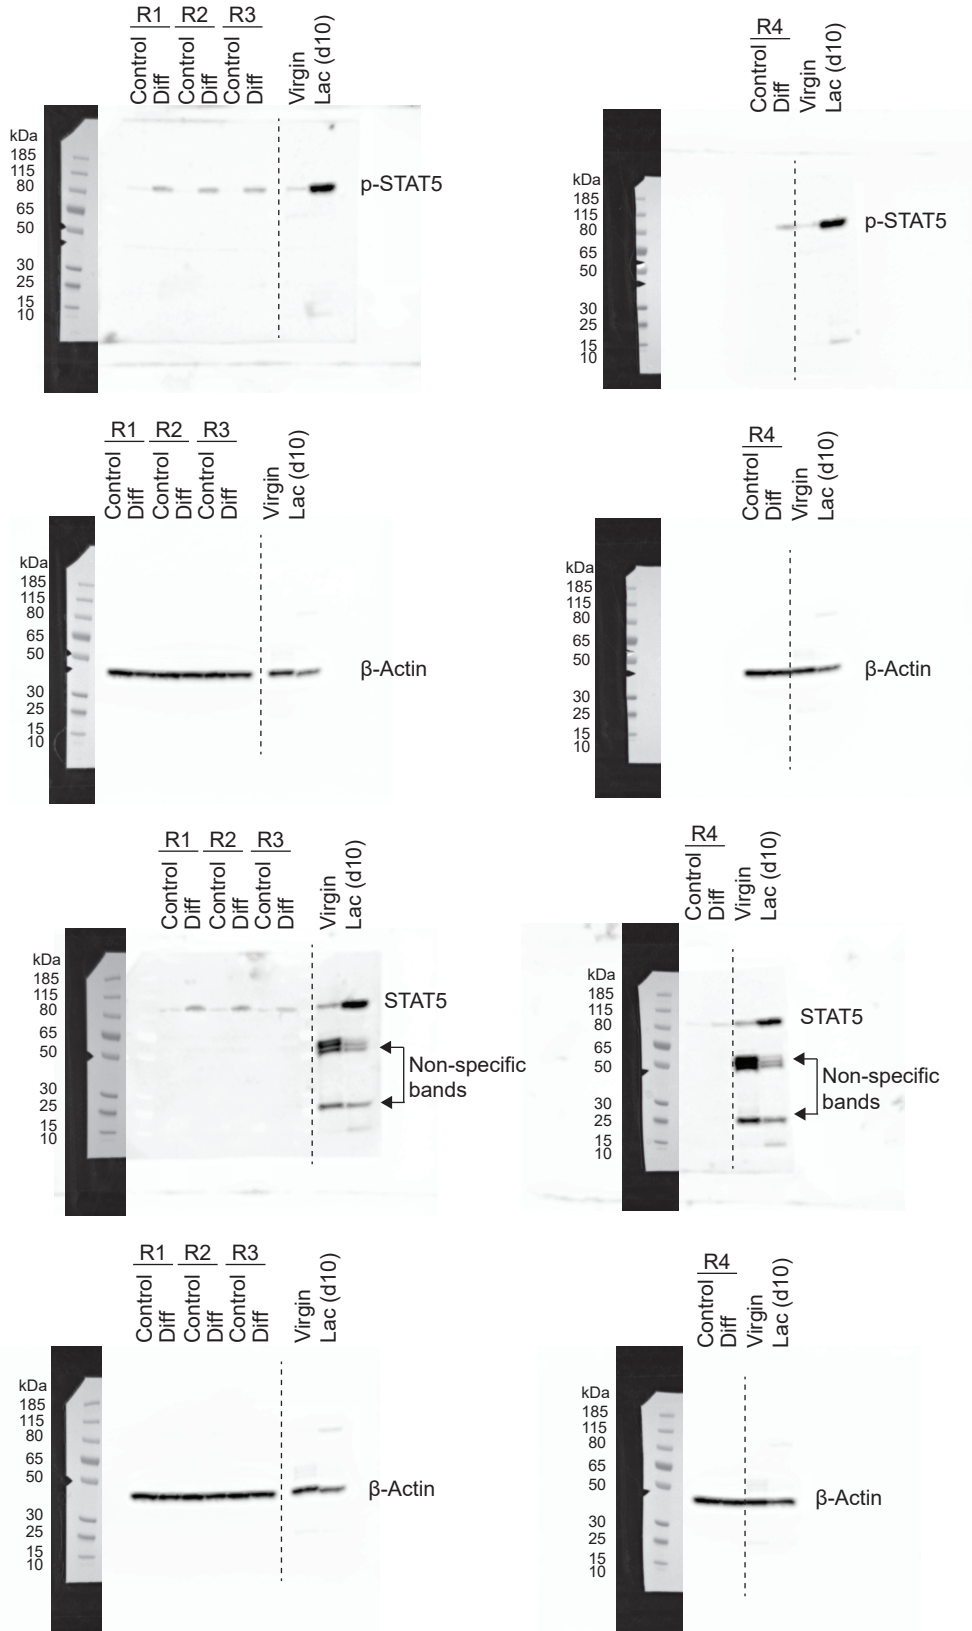 R1 R2 R3
Control
Diff
Control
Diff
Control
Diff
Virgin
Lac (d10)
kDa
185
115
80
65
50
30
25
15
10
p-STAT5
R4
Control
Diff
Virgin
Lac (d10)
kDa
185
115
80
65
50
30
25
15
10
p-STAT5
R1 R2 R3
Control
Diff
Control
Diff
Control
Diff
Virgin
Lac (d10)
kDa
185
115
80
65
50
30
25
15
10
β-Actin
R4
Control
Diff
Virgin
Lac (d10)
kDa
185
115
80
65
50
30
25
15
10
β-Actin
R1 R2 R3
Control
Diff
Control
Diff
Control
Diff
Virgin
Lac (d10)
kDa
185
115
80
65
50
30
25
15
10
STAT5
Non-specific
bands
R4
Control
Diff
Virgin
Lac (d10)
kDa
185
115
80
65
50
30
25
15
10
STAT5
Non-specific
bands
R1 R2 R3
Control
Diff
Control
Diff
Control
Diff
Virgin
Lac (d10)
kDa
185
115
80
65
50
30
25
15
10
β-Actin
R4
Control
Diff
Virgin
Lac (d10)
kDa
185
115
80
65
50
30
25
15
10
β-Actin